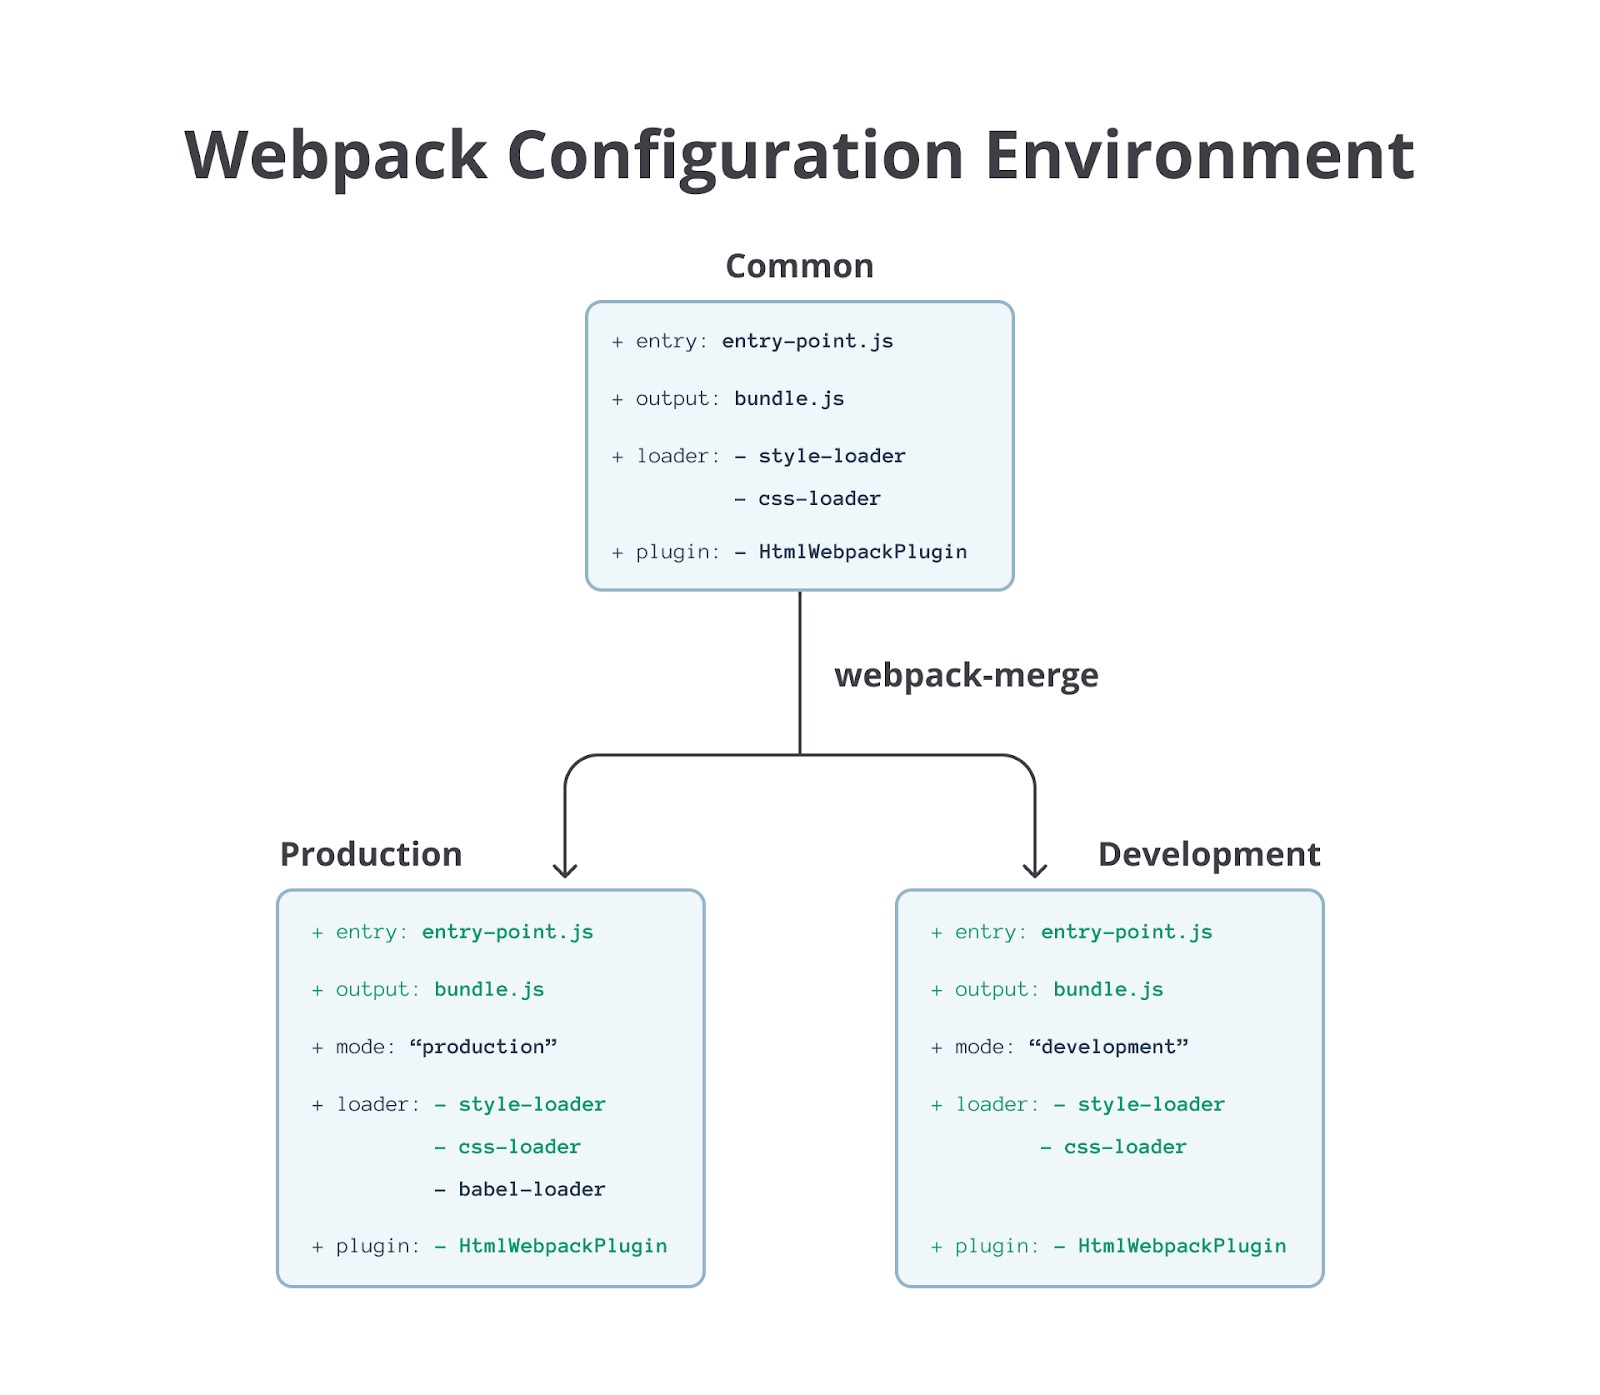 Webpack Configuration Environment
Common
+ entry: entry-point.js
+ output: bundle.js
+ loader: - style-loader
- css-loader
+ plugin: - HtmlWebpackPlugin
webpack-merge
Production
+ entry: entry-point.js
+ output: bundle.js
+ mode: “production”
+ loader: - style-loader
- css-loader
- babel-loader
+ plugin: - HtmlWebpackPlugin
Development
+ entry: entry-point.js
+ output: bundle.js
+ mode: “development”
+ loader: - style-loader
- css-loader
+ plugin: - HtmlWebpackPlugin